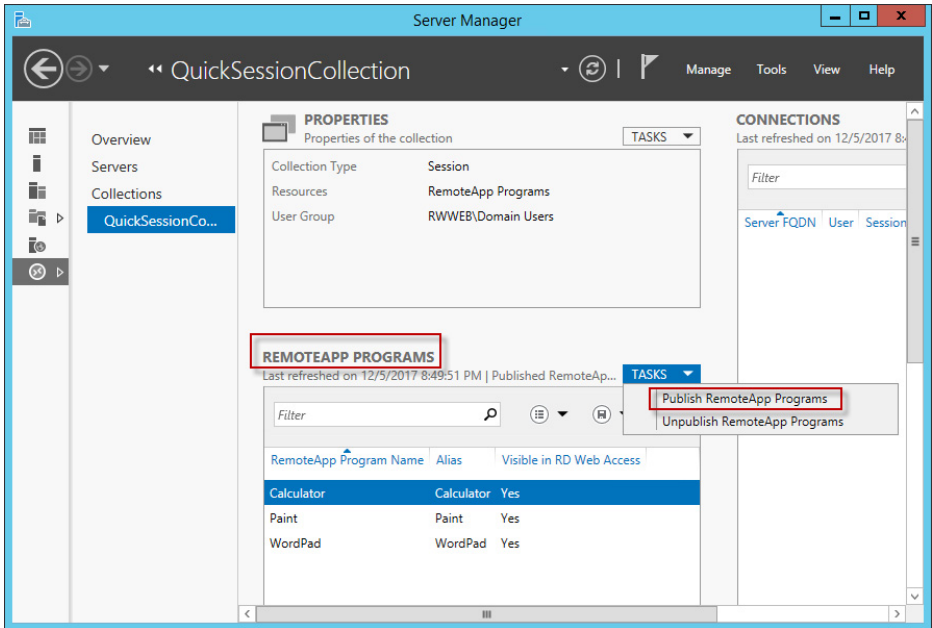 Server Manager
QuickSessionCollection
Manage Tools View Help
Overview
Servers
Collections
QuickSessionCo...
PROPERTIES
Properties of the collection
TASKS
Collection Type Session
Resources RemoteApp Programs
User Group RWWEB\Domain Users
CONNECTIONS
Last refreshed on 12/5/2017 8:4
Filter
Server FQDN User Session
REMOTEAPP PROGRAMS
Last refreshed on 12/5/2017 8:49:51 PM | Published RemoteAp...
TASKS
Publish RemoteApp Programs
Unpublish RemoteApp Programs
Filter
RemoteApp Program Name Alias Visible in RD Web Access
Calculator Calculator Yes
Paint Paint Yes
WordPad WordPad Yes